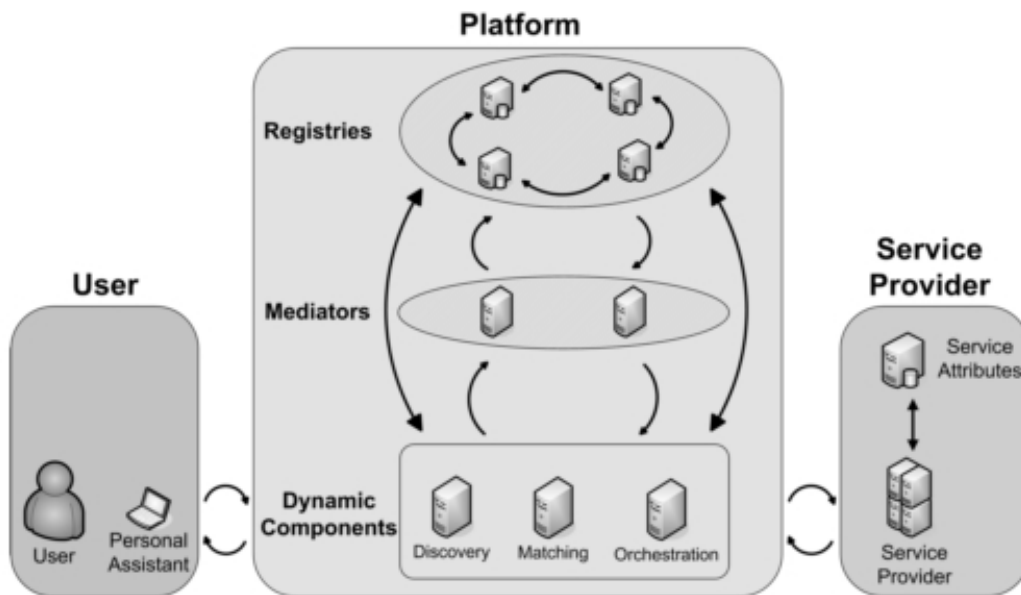 Platform
Registries
Mediators
Dynamic
Components
Discovery
Matching
Orchestration
User
User
Personal
Assistant
Service
Provider
Service
Attributes
Service
Provider